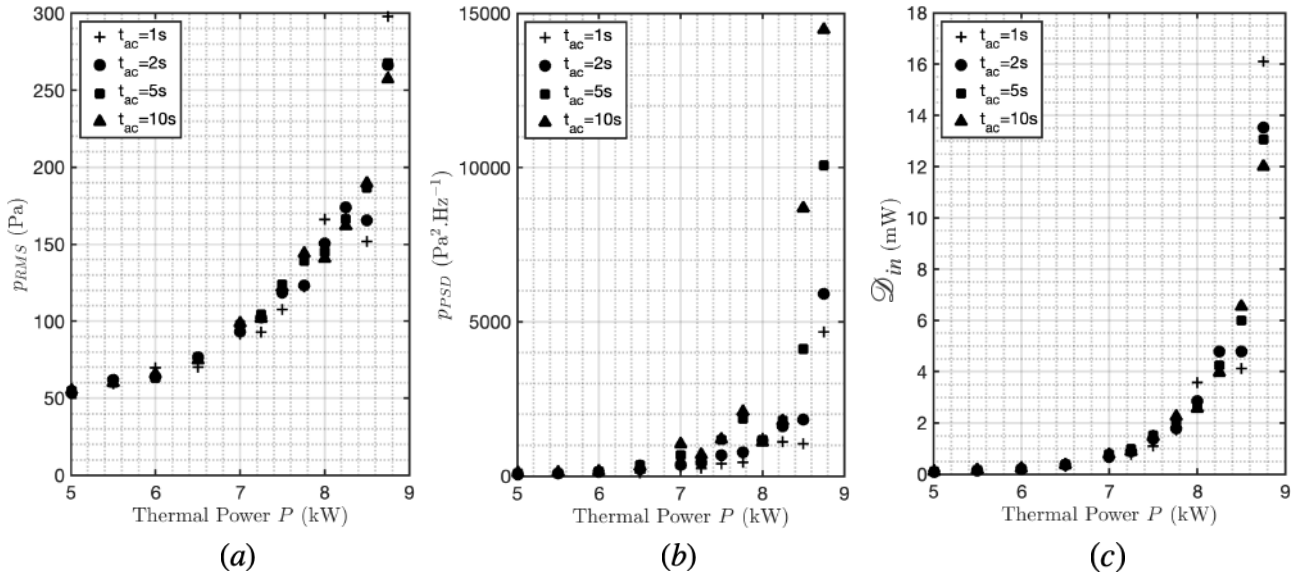 300
250
200
150
100
50
0
5 6 7 8 9
t_ac=1s
t_ac=2s
t_ac=5s
t_ac=10s
p_RMS (Pa)
Thermal Power P (kW)
(a)
15000
10000
5000
0
5 6 7 8 9
t_ac=1s
t_ac=2s
t_ac=5s
t_ac=10s
p_PSD (Pa².Hz⁻¹)
Thermal Power P (kW)
(b)
18
16
14
12
10
8
6
4
2
0
5 6 7 8 9
t_ac=1s
t_ac=2s
t_ac=5s
t_ac=10s
𝒟_in (mW)
Thermal Power P (kW)
(c)